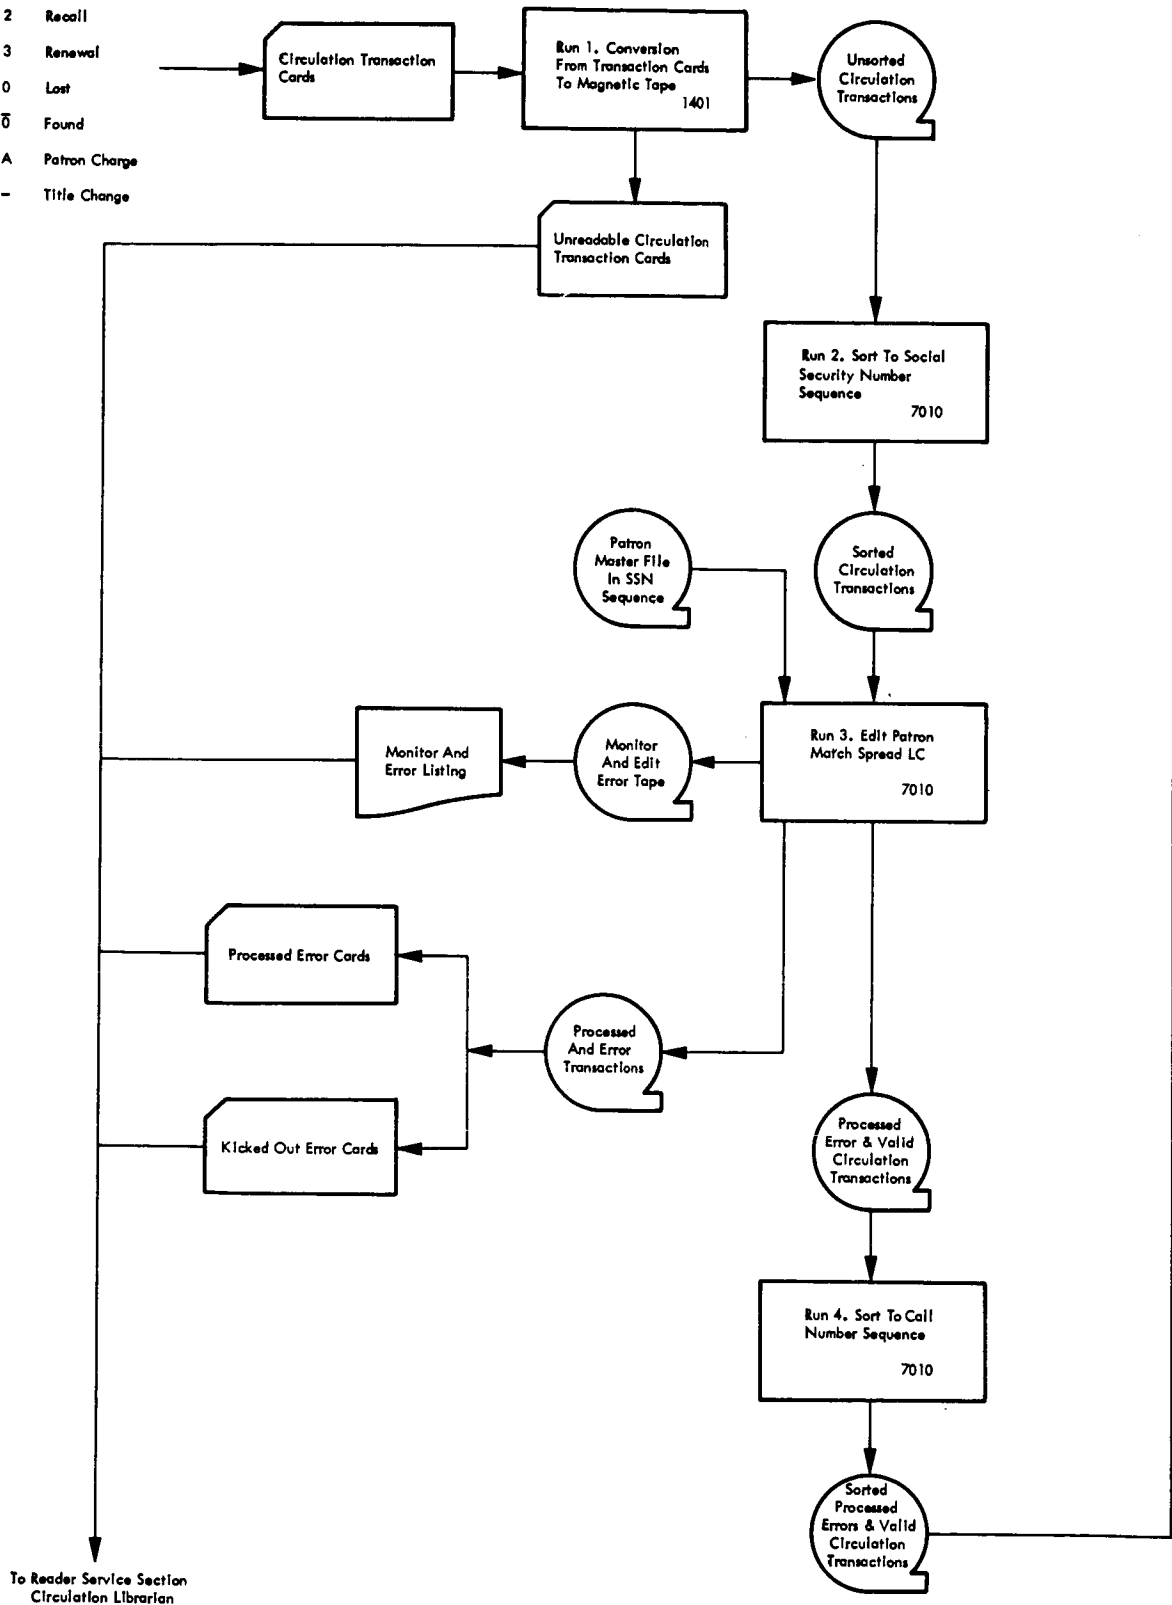 2 Recall
3 Renewal
0 Lost
0̅ Found
A Patron Charge
– Title Change
Circulation Transaction
Cards
Run 1. Conversion
From Transaction Cards
To Magnetic Tape
1401
Unsorted
Circulation
Transactions
Unreadable Circulation
Transaction Cards
Run 2. Sort To Social
Security Number
Sequence
7010
Patron
Master File
In SSN
Sequence
Sorted
Circulation
Transactions
Monitor And
Error Listing
Monitor
And Edit
Error Tape
Run 3. Edit Patron
Match Spread LC
7010
Processed Error Cards
Processed
And Error
Transactions
Kicked Out Error Cards
Processed
Error & Valid
Circulation
Transactions
Run 4. Sort To Call
Number Sequence
7010
Sorted
Processed
Errors & Valid
Circulation
Transactions
To Reader Service Section
Circulation Librarian